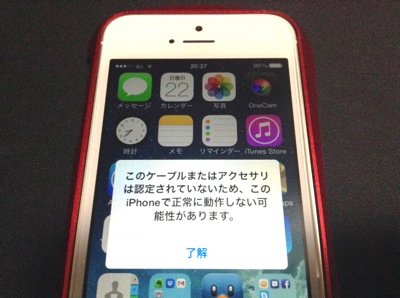 20:37
99%
日曜日
22
メッセージ
カレンダー
写真
OneCam
時計
メモ
リマインダー
iTunes Store
このケーブルまたはアクセサリ
は認定されていないため、この
iPhoneで正常に動作しない可
能性があります。
了解